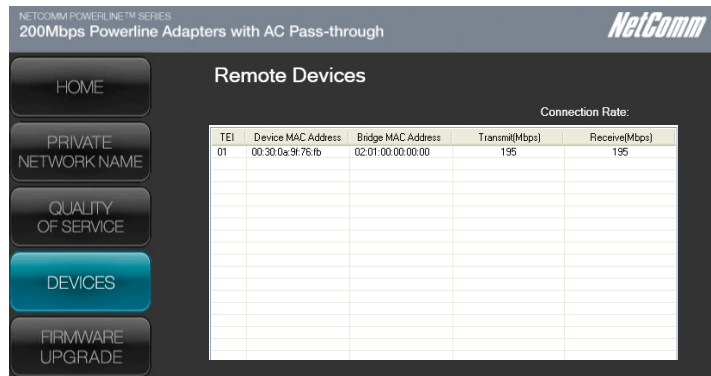 NETCOMM POWERLINE™ SERIES
200Mbps Powerline Adapters with AC Pass-through
NetComm
HOME
PRIVATE
NETWORK NAME
QUALITY
OF SERVICE
DEVICES
FIRMWARE
UPGRADE
Remote Devices
Connection Rate:
TEI Device MAC Address Bridge MAC Address Transmit(Mbps) Receive(Mbps)
01 00:30:0a:9f:76:fb 02:01:00:00:00:00 195 195